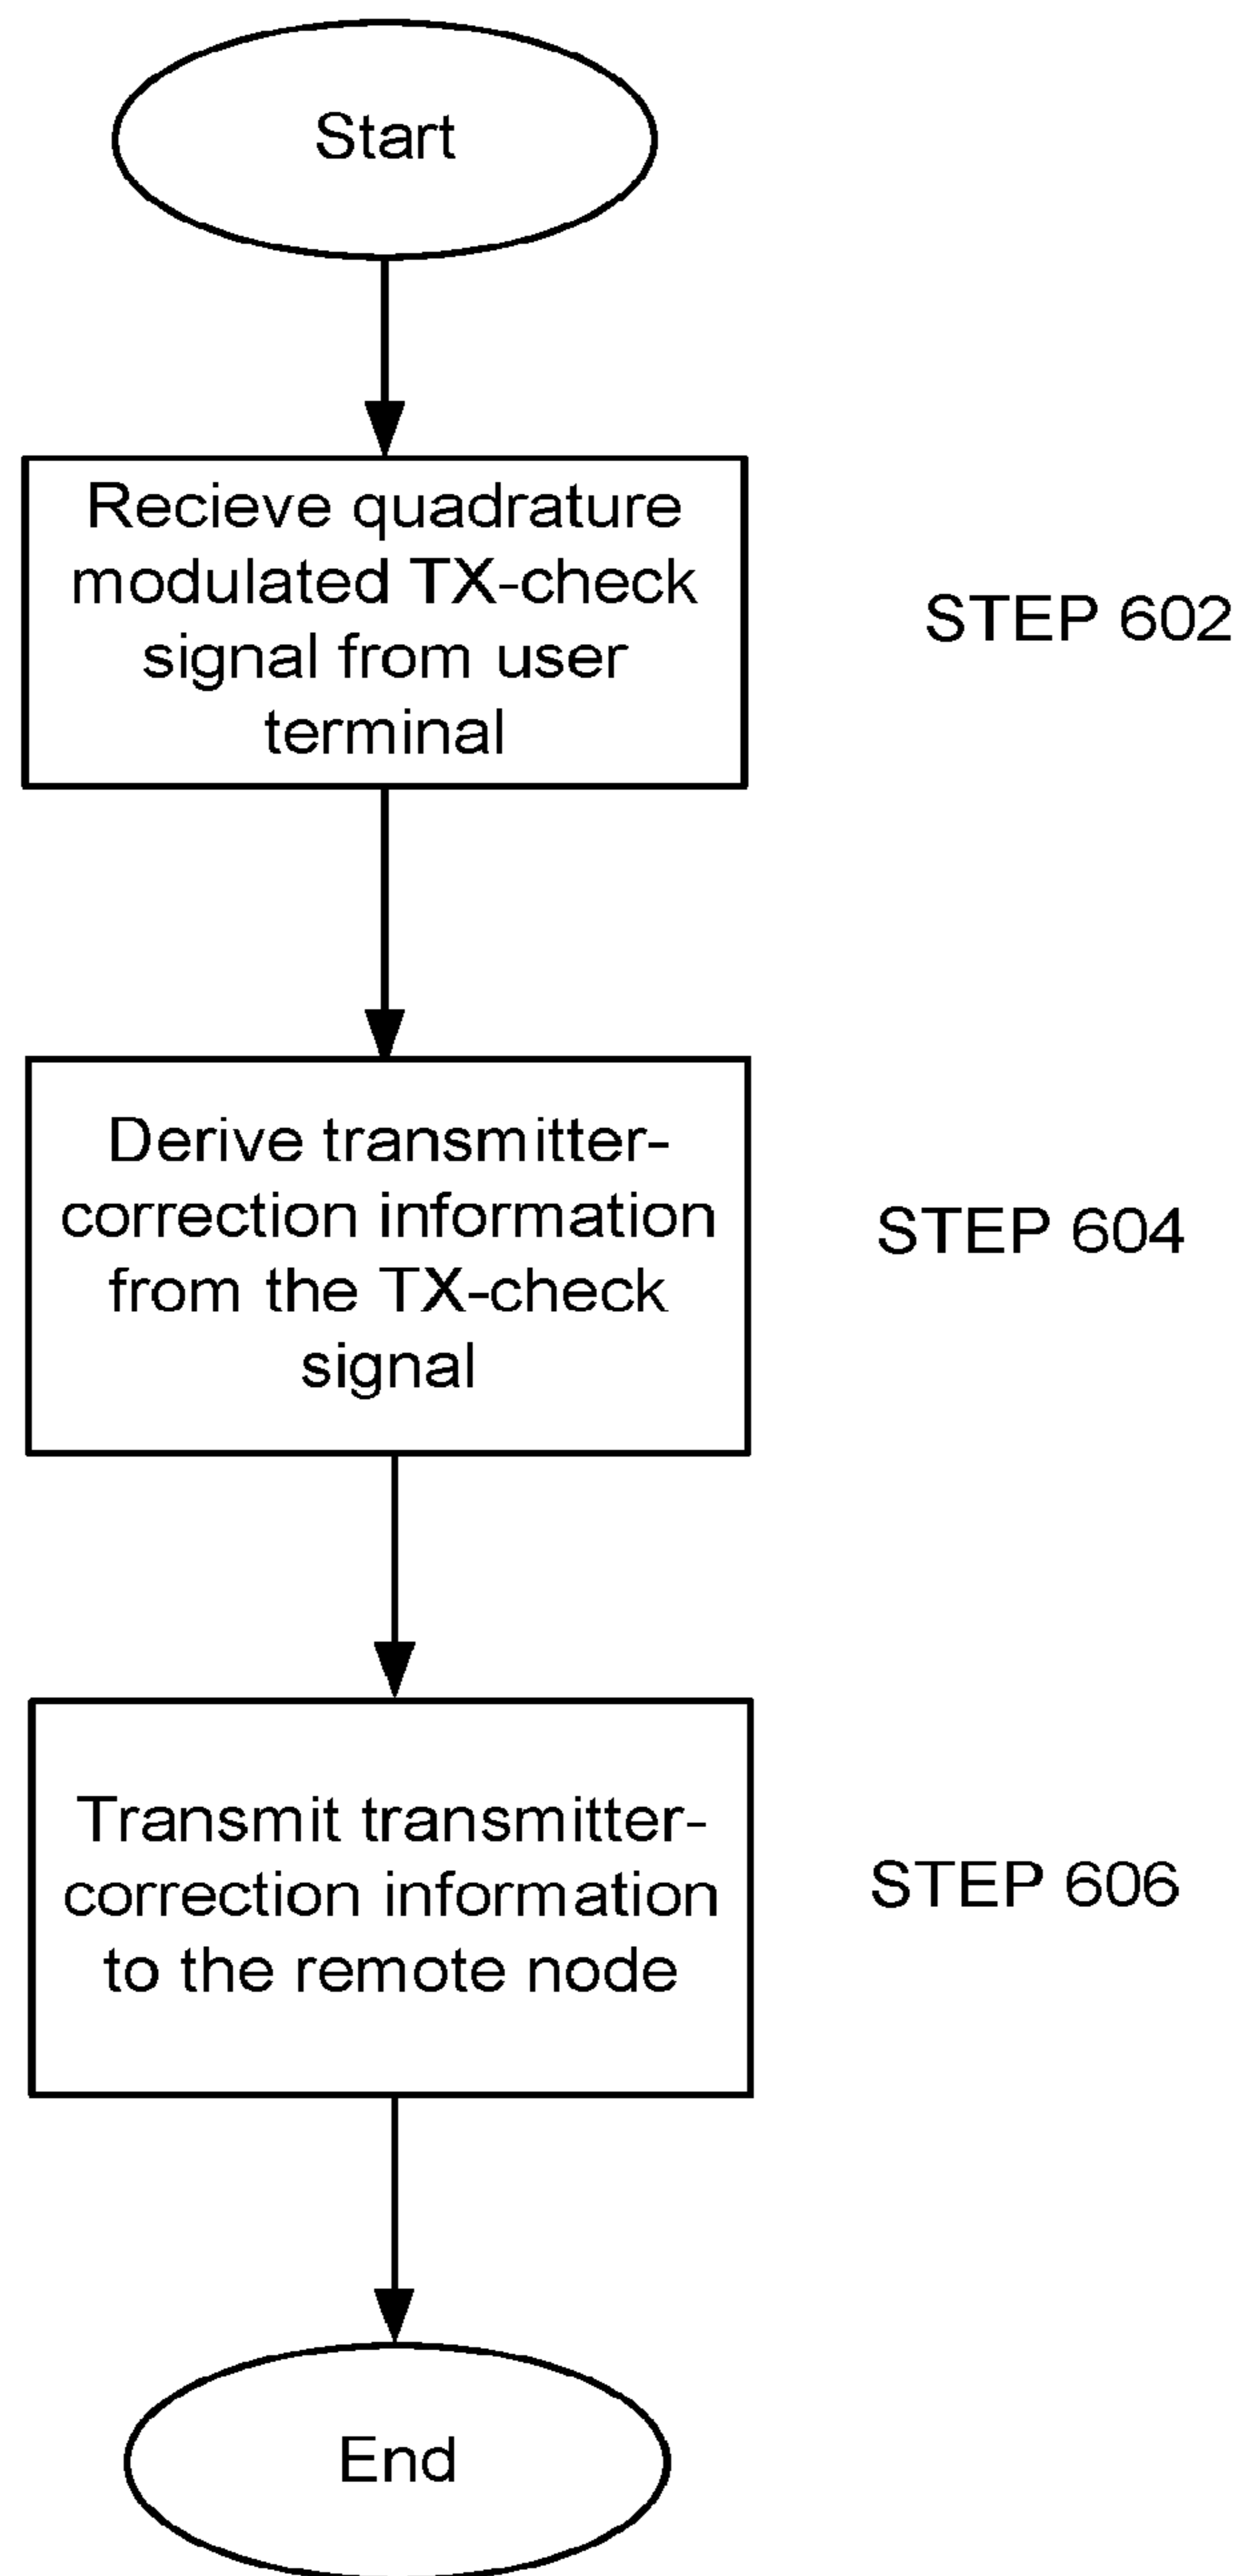 Start
Recieve quadrature
modulated TX-check
signal from user
terminal
STEP 602
Derive transmitter-
correction information
from the TX-check
signal
STEP 604
Transmit transmitter-
correction information
to the remote node
STEP 606
End